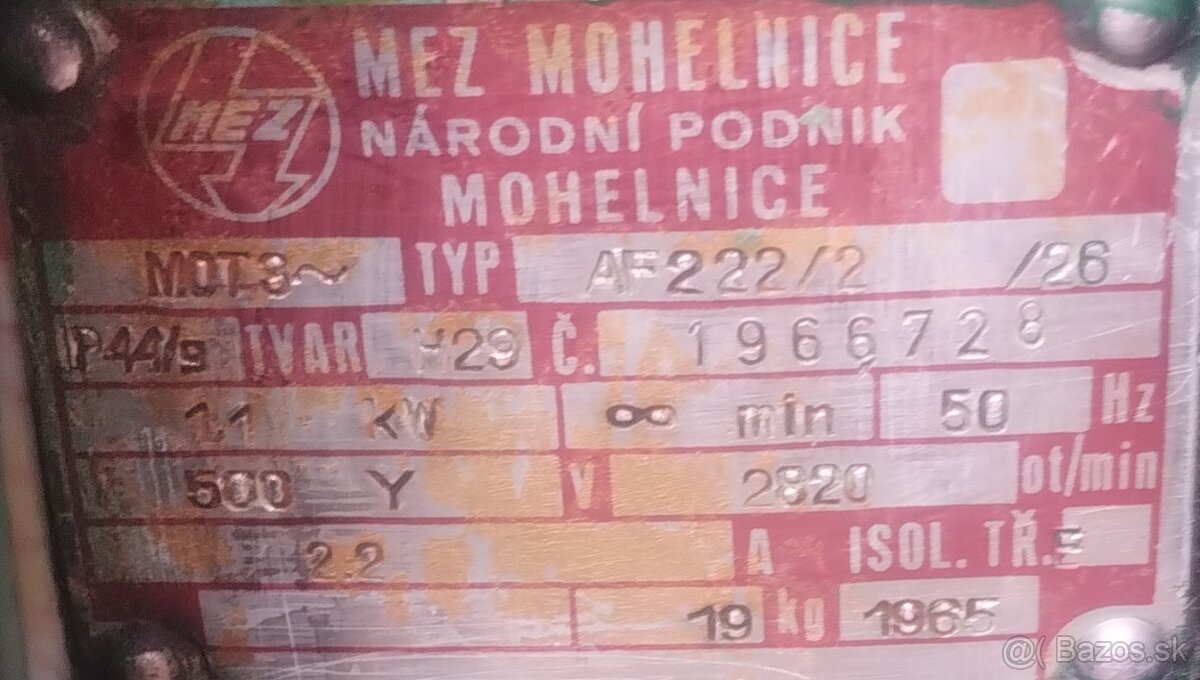 MEZ
MEZ MOHELNICE
NÁRODNÍ PODNIK
MOHELNICE
MOT 3~ TYP AF222/2 /26
IP44/g TVAR H29 Č. 1966728
1.1 kW ∞ min 50 Hz
500 Y V 2820 ot/min
2.2 A ISOL. TŘ. E
19 kg 1965
@( Bazos.sk